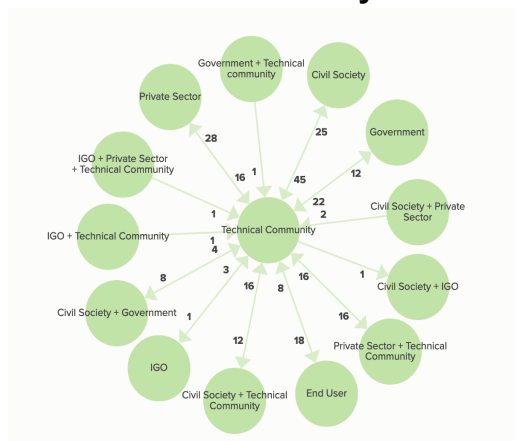 Government + Technical
community
Civil Society
Private Sector
Government
28
25
12
IGO + Private Sector
+ Technical Community
16
1
45
22
2
Civil Society + Private
Sector
1
Technical Community
IGO + Technical Community
1
4
3
16
8
16
1
8
Civil Society + IGO
Civil Society + Government
1
16
12
18
Private Sector + Technical
Community
IGO
Civil Society + Technical
Community
End User